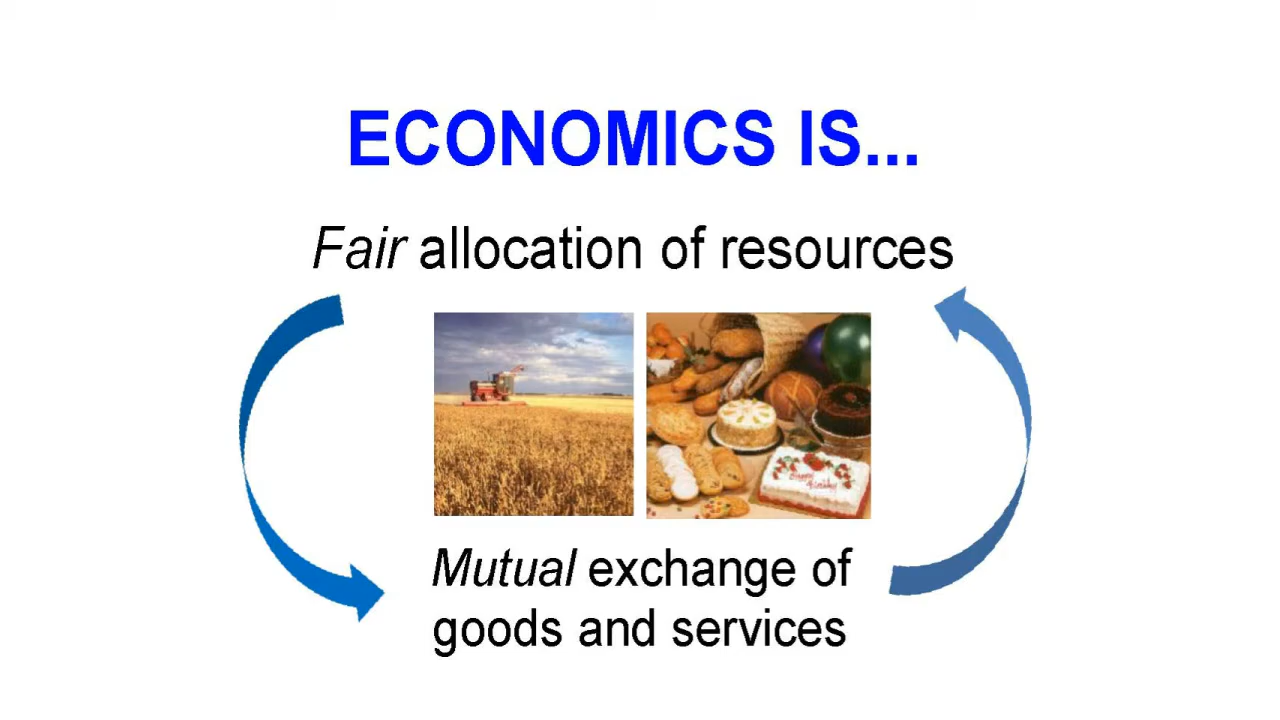 ECONOMICS IS...
Fair allocation of resources
Mutual exchange of
goods and services